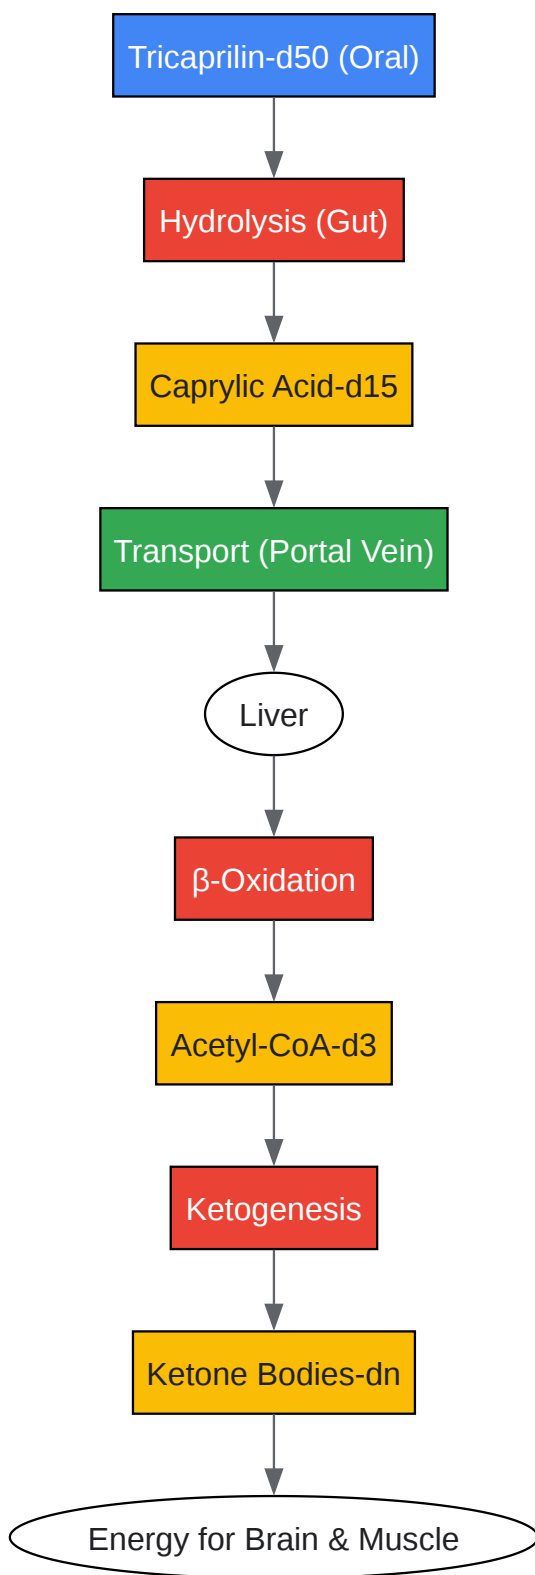 Tricaprilin-d50 (Oral)
Hydrolysis (Gut)
Caprylic Acid-d15
Transport (Portal Vein)
Liver
β-Oxidation
Acetyl-CoA-d3
Ketogenesis
Ketone Bodies-dn
Energy for Brain & Muscle